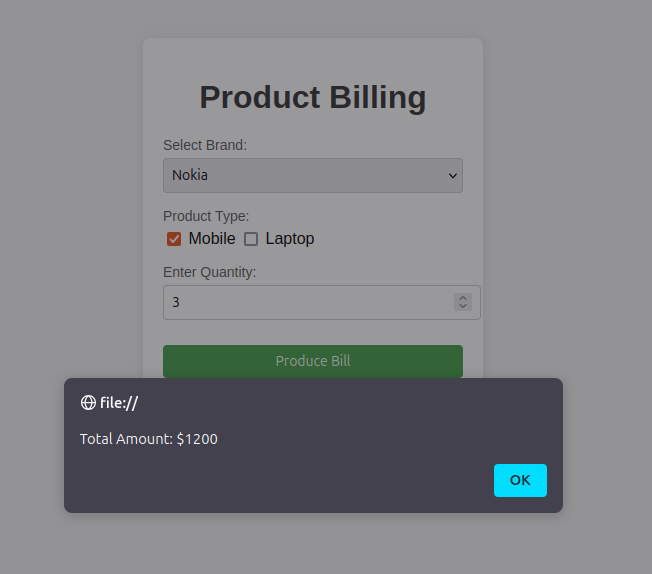 Product Billing
Select Brand:
Nokia
Product Type:
Mobile Laptop
Enter Quantity:
3
Produce Bill
file://
Total Amount: $1200
OK